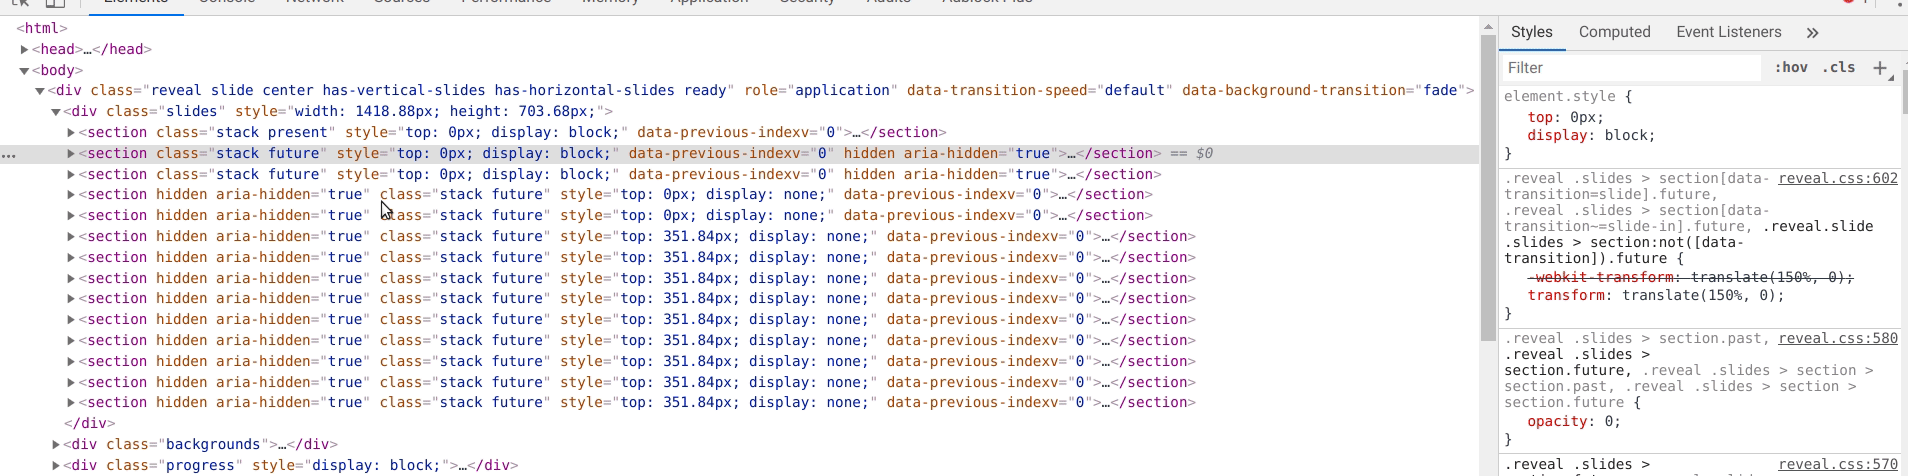 Elements Console Network Sources Performance Memory Application Security Audits Adblock Plus
<html>
▶<head>…</head>
▼<body>
▼<div class="reveal slide center has-vertical-slides has-horizontal-slides ready" role="application" data-transition-speed="default" data-background-transition="fade">
▼<div class="slides" style="width: 1418.88px; height: 703.68px;">
▶<section class="stack present" style="top: 0px; display: block;" data-previous-indexv="0">…</section>
… ▶<section class="stack future" style="top: 0px; display: block;" data-previous-indexv="0" hidden aria-hidden="true">…</section> == $0
▶<section class="stack future" style="top: 0px; display: block;" data-previous-indexv="0" hidden aria-hidden="true">…</section>
▶<section hidden aria-hidden="true" class="stack future" style="top: 0px; display: none;" data-previous-indexv="0">…</section>
▶<section hidden aria-hidden="true" class="stack future" style="top: 0px; display: none;" data-previous-indexv="0">…</section>
▶<section hidden aria-hidden="true" class="stack future" style="top: 351.84px; display: none;" data-previous-indexv="0">…</section>
▶<section hidden aria-hidden="true" class="stack future" style="top: 351.84px; display: none;" data-previous-indexv="0">…</section>
▶<section hidden aria-hidden="true" class="stack future" style="top: 351.84px; display: none;" data-previous-indexv="0">…</section>
▶<section hidden aria-hidden="true" class="stack future" style="top: 351.84px; display: none;" data-previous-indexv="0">…</section>
▶<section hidden aria-hidden="true" class="stack future" style="top: 351.84px; display: none;" data-previous-indexv="0">…</section>
▶<section hidden aria-hidden="true" class="stack future" style="top: 351.84px; display: none;" data-previous-indexv="0">…</section>
▶<section hidden aria-hidden="true" class="stack future" style="top: 351.84px; display: none;" data-previous-indexv="0">…</section>
▶<section hidden aria-hidden="true" class="stack future" style="top: 351.84px; display: none;" data-previous-indexv="0">…</section>
▶<section hidden aria-hidden="true" class="stack future" style="top: 351.84px; display: none;" data-previous-indexv="0">…</section>
</div>
▶<div class="backgrounds">…</div>
▶<div class="progress" style="display: block;">…</div>
Styles Computed Event Listeners »
Filter :hov .cls +
element.style {
top: 0px;
display: block;
}
.reveal .slides > section[data- reveal.css:602
transition=slide].future,
.reveal .slides > section[data-
transition~=slide-in].future, .reveal.slide
.slides > section:not([data-
transition]).future {
-webkit-transform: translate(150%, 0);
transform: translate(150%, 0);
}
.reveal .slides > section.past, reveal.css:580
.reveal .slides >
section.future, .reveal .slides > section >
section.past, .reveal .slides > section >
section.future {
opacity: 0;
}
.reveal .slides > reveal.css:570